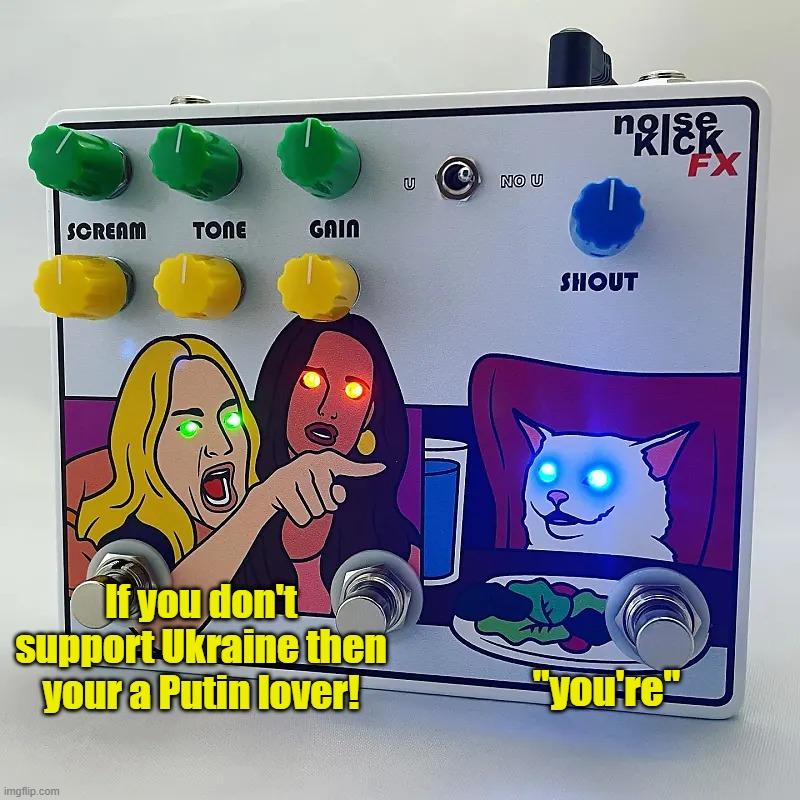 noise
KICK
FX
U
NO U
SCREAM
TONE
GAIN
SHOUT
If you don't
support Ukraine then
your a Putin lover!
"you're"
imgflip.com